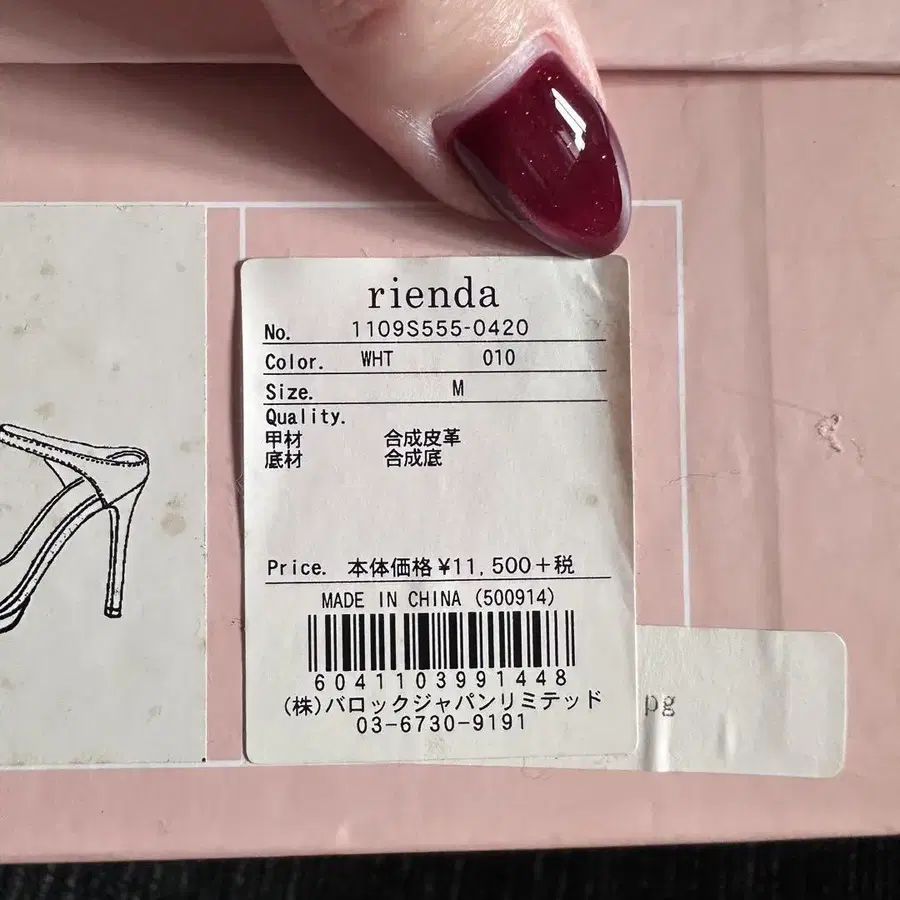 rienda
No. 1109S555-0420
Color. WHT 010
Size. M
Quality.
甲材 合成皮革
底材 合成底
Price. 本体価格¥11,500+税
MADE IN CHINA (500914)
6041103991448
(株)バロックジャパンリミテッド
03-6730-9191
pg